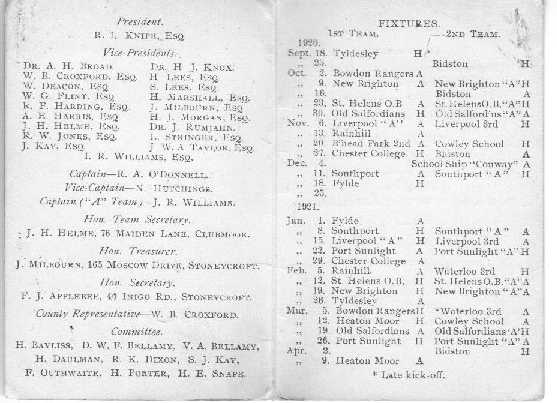 President.
R. L. KNIPE, ESQ
Vice-Presidents.
DR. A. H. BROAD DR. H J. KNOX.
W. B. CROXFORD, ESQ. H LEES, ESQ
W. DEACON, ESQ S. LEES, ESQ
W. G. FLINT, ESQ H. MARSHALL, ESQ.
K. F. HARDING, ESQ. J. MILBURN, ESQ.
A. E HARRIS, ESQ H. J. MORGAN, ESQ.
J. H. HELME, ESQ. DR. J. RUMJAHN.
R. W. JONES, ESQ. L. STRINGER, ESQ.
J. KAY, ESQ. J W. A TAYLOR, ESQ.
I. R. WILLIAMS, ESQ.
Captain—R. A. O'DONNELL.
Vice-Captain—N HUTCHINGS.
Captain ("A" Team) J. R. WILLIAMS.
Hon. Team Secretary.
J. H. HELME, 76 MAIDEN LANE, CLUBMOOR.
Hon. Treasurer.
J. MILBURN, 165 MOSCOW DRIVE, STONEYCROFT.
Hon. Secretary.
F. J. APPLEBEE, 49 INIGO RD., STONEYCROFT
County Representative—W. B. CROXFORD.
Committee.
H. BAYLISS, D. W. F. BELLAMY, V. A. BELLAMY,
H. DAULMAN, R. K. DIXON, S. J. KAY,
F. OUTHWAITE, H. PORTER, H. E. SNAPE.
FIXTURES.
1ST TEAM. 2ND TEAM.
1920.
Sept. 18. Tyldesley H
„ 25. Bidston H
Oct. 2. Bowdon Rangers A
„ 9. New Brighton A New Brighton "A" H
„ 16. Bidston A
„ 23. St. Helens O.B A St. Helens O.B. "A" H
„ 30. Old Salfordians H Old Salf'd'ns "A" A
Nov. 6. Liverpool "A" A Liverpool 3rd H
„ 13. Rainhill A
„ 20. B'head Park 2nd A Cowley School H
„ 27. Chester College H Bidston A
Dec. 4. School Ship "Conway" A
„ 11. Southport A Southport "A" H
„ 18. Fylde H
„ 25.
1921.
Jan. 1. Fylde A
„ 8. Southport H Southport "A" A
„ 15. Liverpool "A" H Liverpool 3rd A
„ 22. Port Sunlight A Port Sunlight "A" H
„ 29. Chester College A
Feb. 5. Rainhill A Waterloo 3rd H
„ 12. St. Helens O.B. H St. Helens O.B. "A" A
„ 19. New Brighton H New Brighton "A" A
„ 26. Tyldesley A
Mar. 5. Bowdon Rangers H *Waterloo 3rd A
„ 12. Heaton Moor H Cowley School A
„ 19 Old Salfordians A Old Salfordians 'A' H
„ 26. Port Sunlight H Port Sunlight "A" A
Apr. 2. Bidston H
„ 9. Heaton Moor A
* Late kick-off.